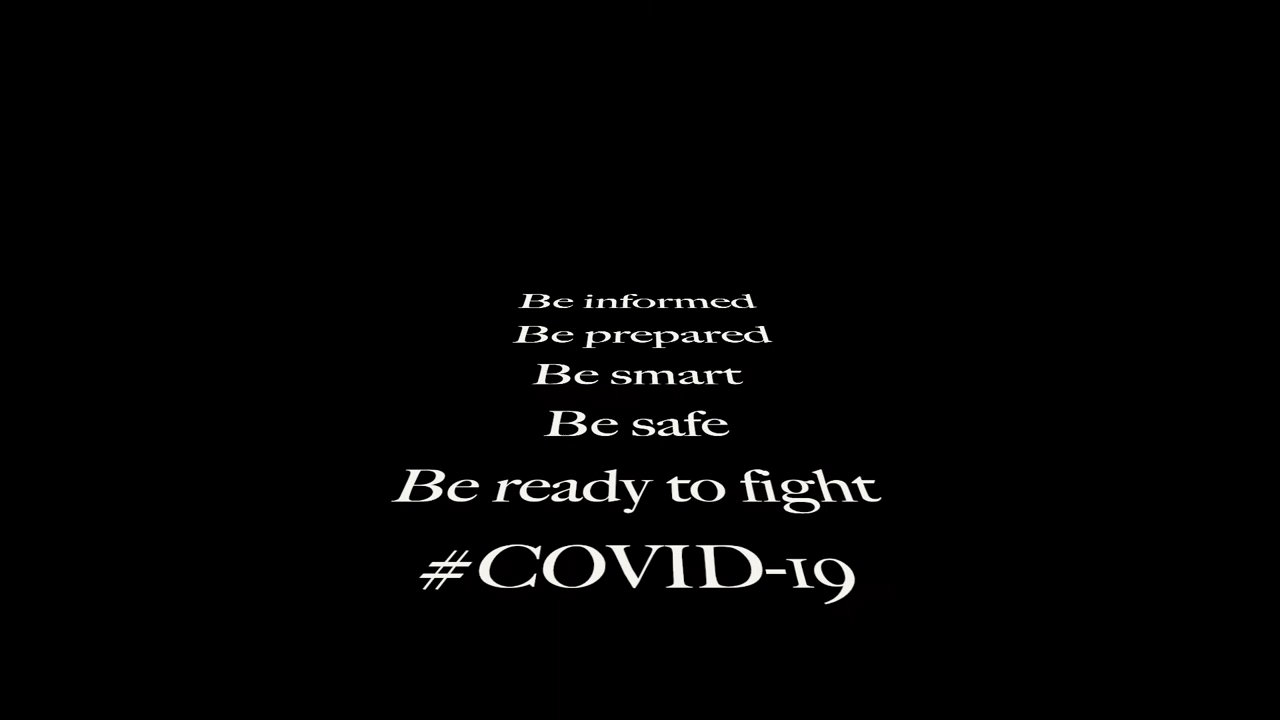 Be informed
Be prepared
Be smart
Be safe
Be ready to fight
#COVID-19